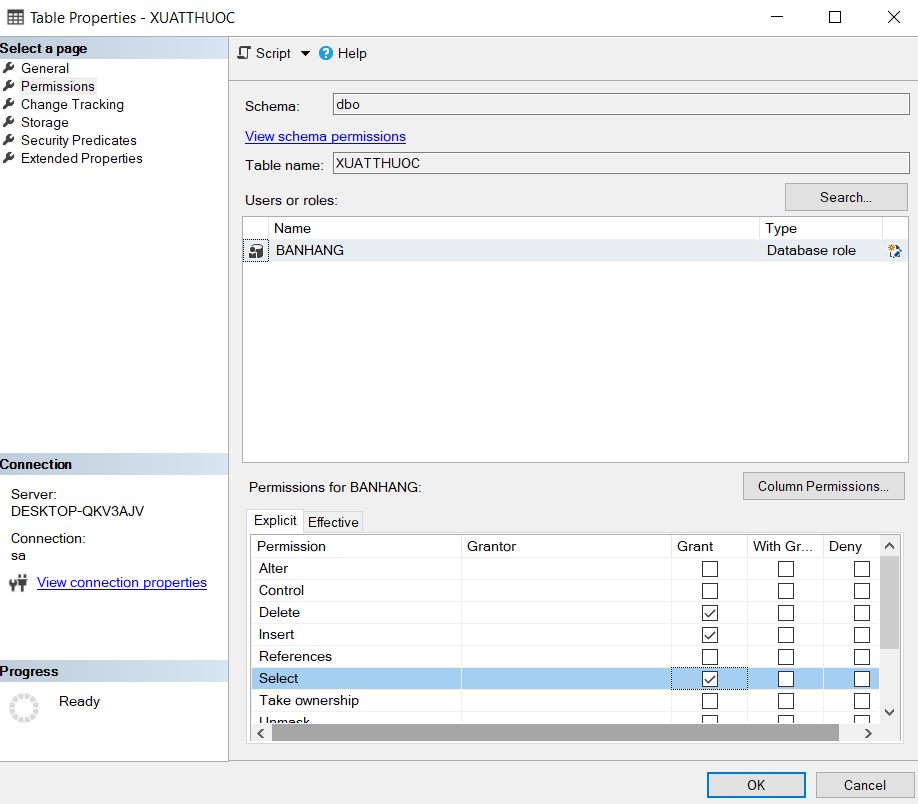 Table Properties - XUATTHUOC
Select a page
General
Permissions
Change Tracking
Storage
Security Predicates
Extended Properties
Script
Help
Schema:
dbo
View schema permissions
Table name:
XUATTHUOC
Users or roles:
Search...
Name Type
BANHANG Database role
Connection
Server:
DESKTOP-QKV3AJV
Connection:
sa
View connection properties
Progress
Ready
Permissions for BANHANG:
Column Permissions...
Explicit Effective
Permission Grantor Grant With Gr... Deny
Alter
Control
Delete
Insert
References
Select
Take ownership
Unmask
OK Cancel